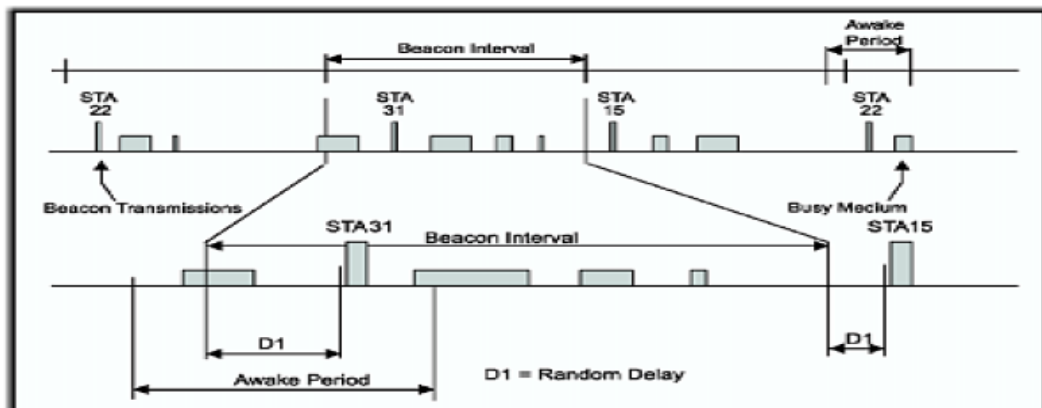 Awake
Period
Beacon Interval
STA
22
STA
31
STA
15
STA
22
Beacon Transmissions
Busy Medium
STA31
Beacon Interval
STA15
D1
D1
Awake Period
D1 = Random Delay